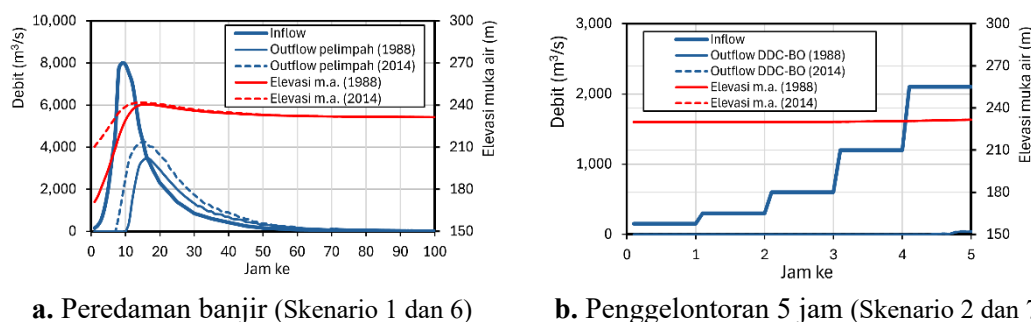 10,000
8,000
6,000
4,000
2,000
0
Debit (m³/s)
Inflow
Outflow pelimpah (1988)
Outflow pelimpah (2014)
Elevasi m.a. (1988)
Elevasi m.a. (2014)
300
270
240
210
180
150
Elevasi muka air (m)
0 10 20 30 40 50 60 70 80 90 100
Jam ke
a. Peredaman banjir (Skenario 1 dan 6)
3,000
2,000
1,000
0
Debit (m³/s)
Inflow
Outflow DDC-BO (1988)
Outflow DDC-BO (2014)
Elevasi m.a. (1988)
Elevasi m.a. (2014)
300
270
240
210
180
150
Elevasi muka air (m)
0 1 2 3 4 5
Jam ke
b. Penggelontoran 5 jam (Skenario 2 dan